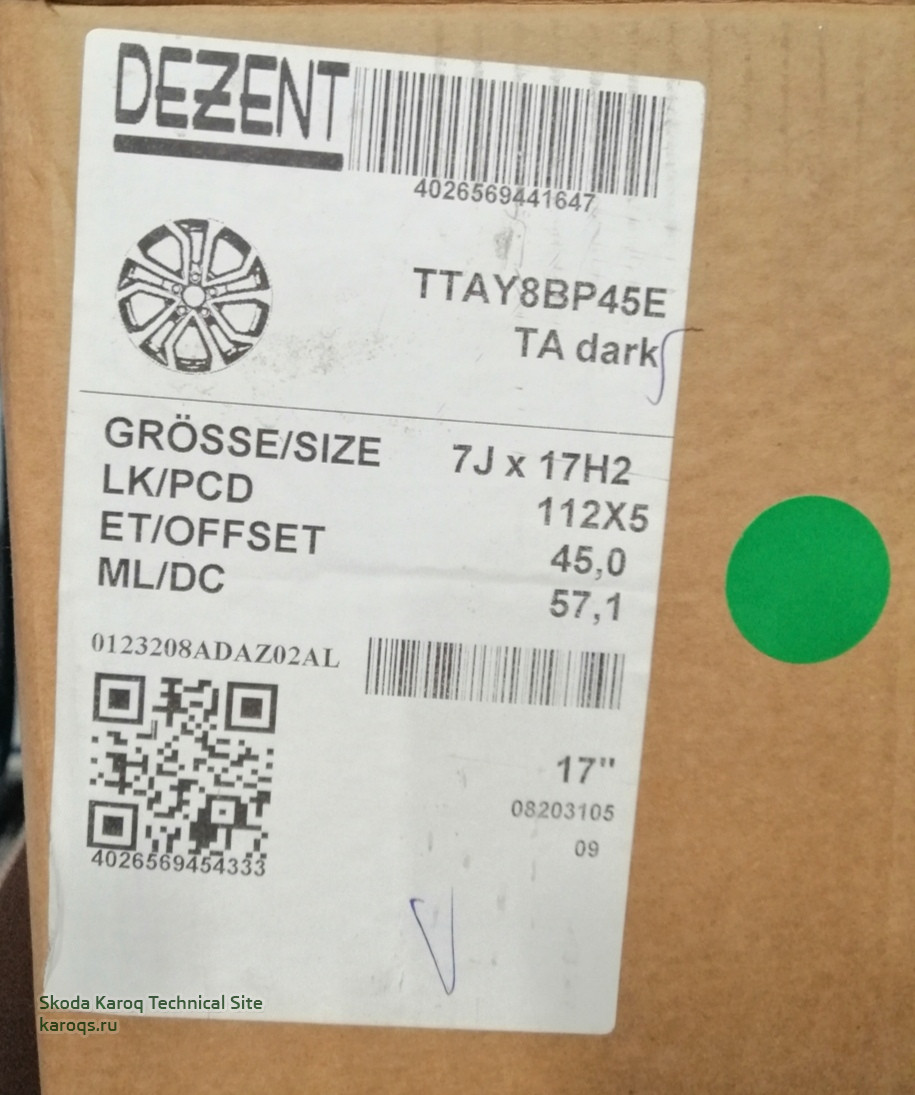 DEZENT
4026569441647
TTAY8BP45E
TA dark
GRÖSSE/SIZE 7J x 17H2
LK/PCD 112X5
ET/OFFSET 45,0
ML/DC 57,1
0123208ADAZ02AL
17"
08203105
09
4026569454333
Skoda Karoq Technical Site
karoqs.ru